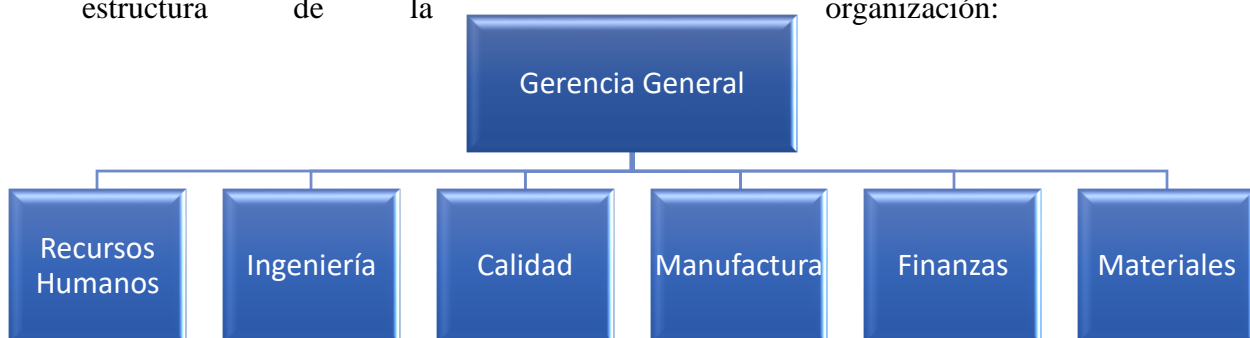 estructura de la organización:
Gerencia General
Recursos
Humanos
Ingeniería
Calidad
Manufactura
Finanzas
Materiales